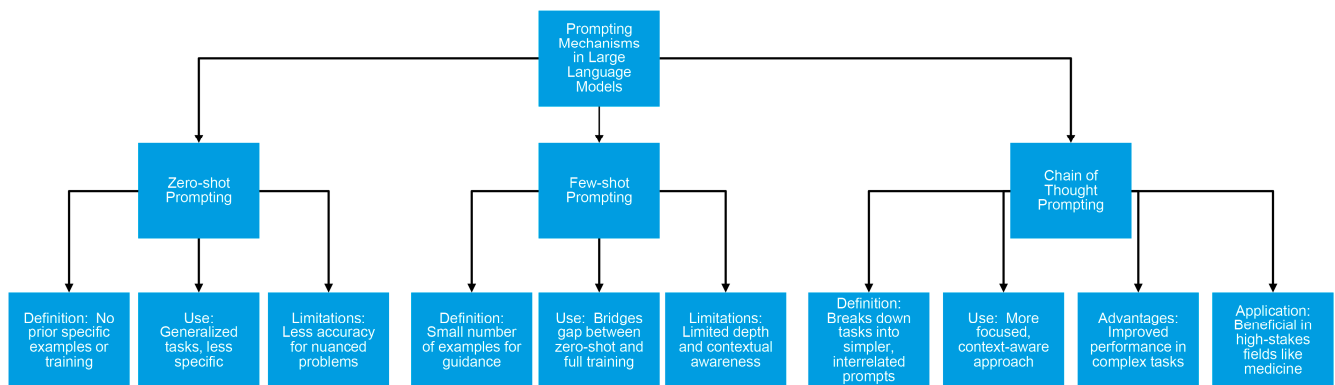 Prompting
Mechanisms
in Large
Language
Models
Zero-shot
Prompting
Few-shot
Prompting
Chain of
Thought
Prompting
Definition:  No
prior specific
examples or
training
Use:
Generalized
tasks, less
specific
Limitations:
Less accuracy
for nuanced
problems
Definition:
Small number
of examples for
guidance
Use:  Bridges
gap between
zero-shot and
full training
Limitations:
Limited depth
and contextual
awareness
Definition:
Breaks down
tasks into
simpler,
interrelated
prompts
Use:  More
focused,
context-aware
approach
Advantages:
Improved
performance in
complex tasks
Application:
Beneficial in
high-stakes
fields like
medicine